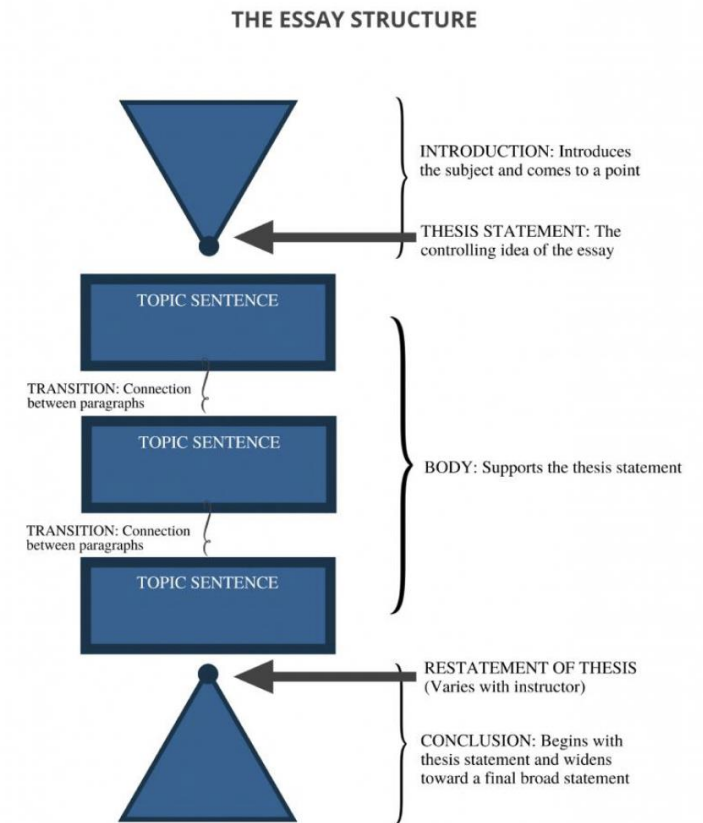 THE ESSAY STRUCTURE
INTRODUCTION: Introduces
the subject and comes to a point
THESIS STATEMENT: The
controlling idea of the essay
TOPIC SENTENCE
TRANSITION: Connection
between paragraphs
TOPIC SENTENCE
BODY: Supports the thesis statement
TRANSITION: Connection
between paragraphs
TOPIC SENTENCE
RESTATEMENT OF THESIS
(Varies with instructor)
CONCLUSION: Begins with
thesis statement and widens
toward a final broad statement